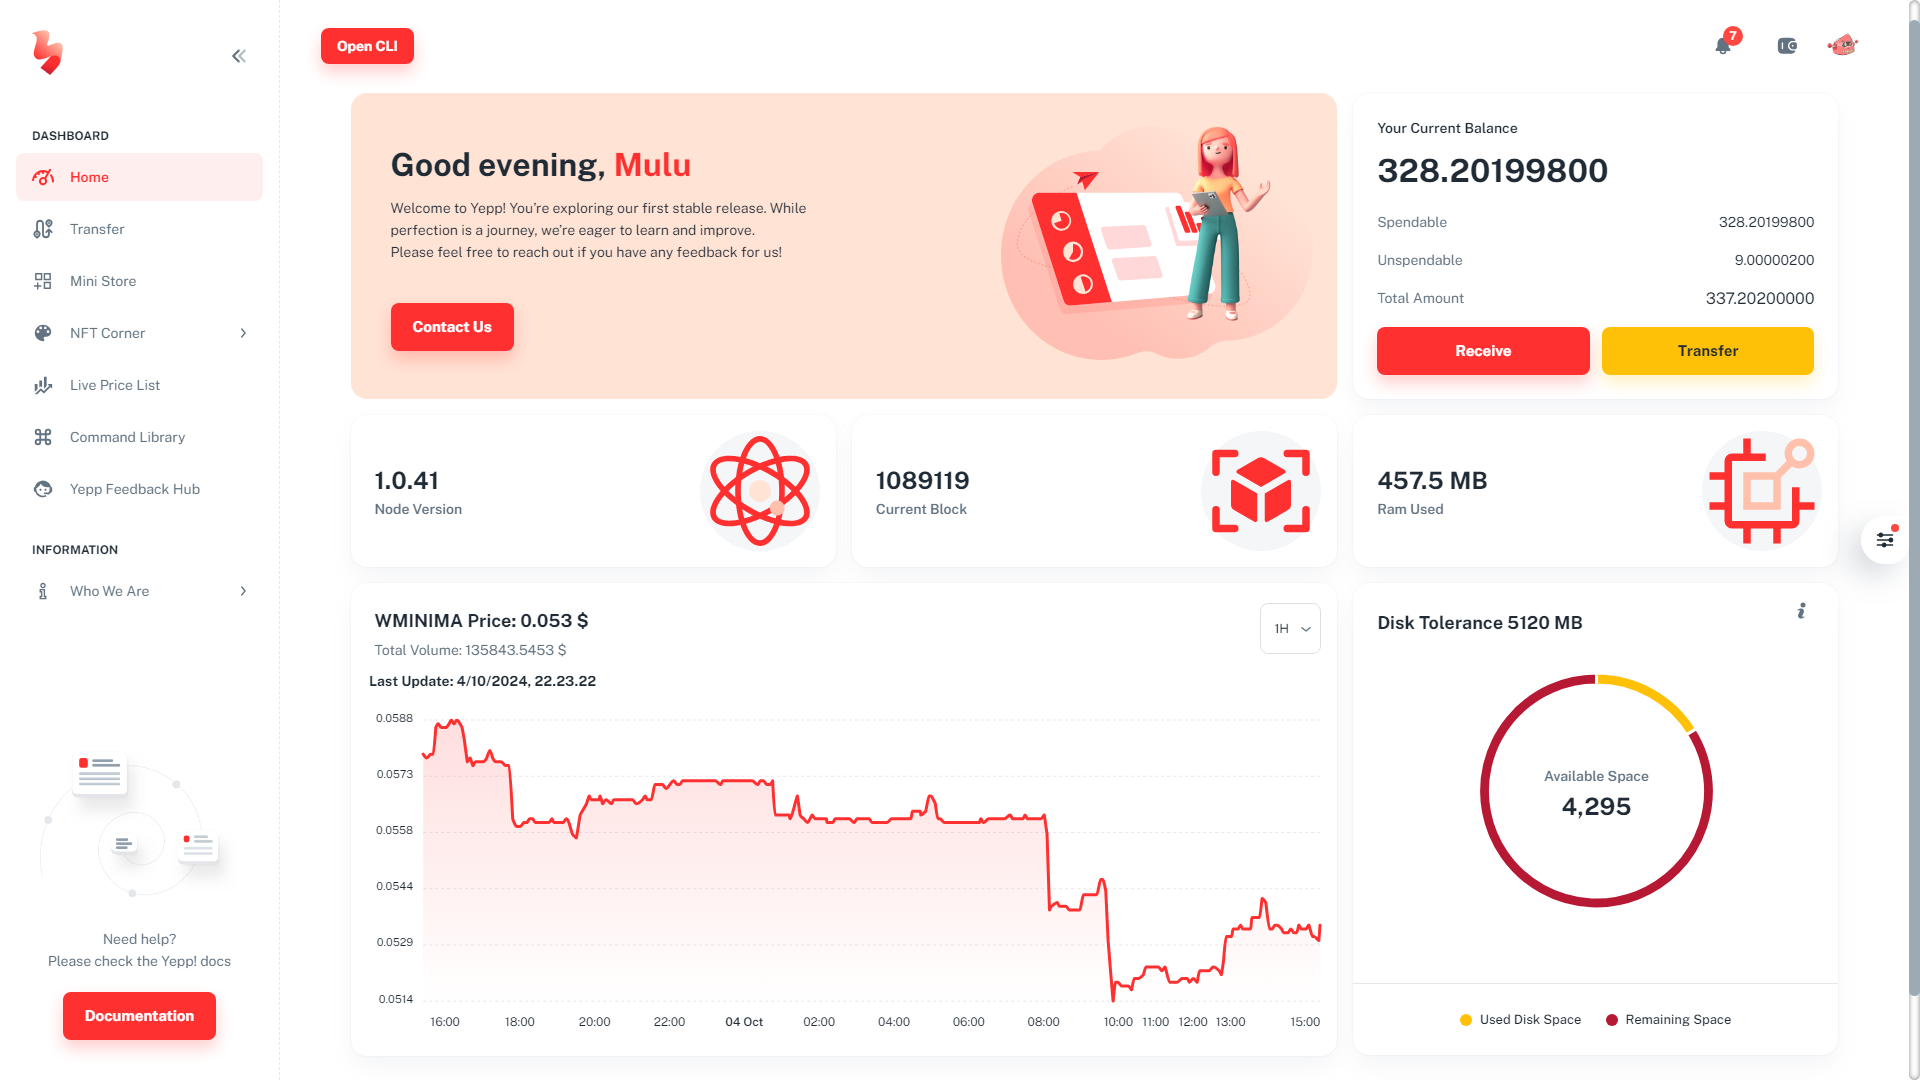 Open CLI
7
DASHBOARD
Home
Transfer
Mini Store
NFT Corner
Live Price List
Command Library
Yepp Feedback Hub
INFORMATION
Who We Are
Need help?
Please check the Yepp! docs
Documentation
Good evening, Mulu
Welcome to Yepp! You’re exploring our first stable release. While
perfection is a journey, we’re eager to learn and improve.
Please feel free to reach out if you have any feedback for us!
Contact Us
Your Current Balance
328.20199800
Spendable 328.20199800
Unspendable 9.00000200
Total Amount 337.20200000
Receive Transfer
1.0.41
Node Version
1089119
Current Block
457.5 MB
Ram Used
WMINIMA Price: 0.053 $
Total Volume: 135843.5453 $
Last Update: 4/10/2024, 22.23.22
1H
0.0588
0.0573
0.0558
0.0544
0.0529
0.0514
16:00 18:00 20:00 22:00 04 Oct 02:00 04:00 06:00 08:00 10:00 11:00 12:00 13:00 15:00
Disk Tolerance 5120 MB
Available Space
4,295
Used Disk Space Remaining Space